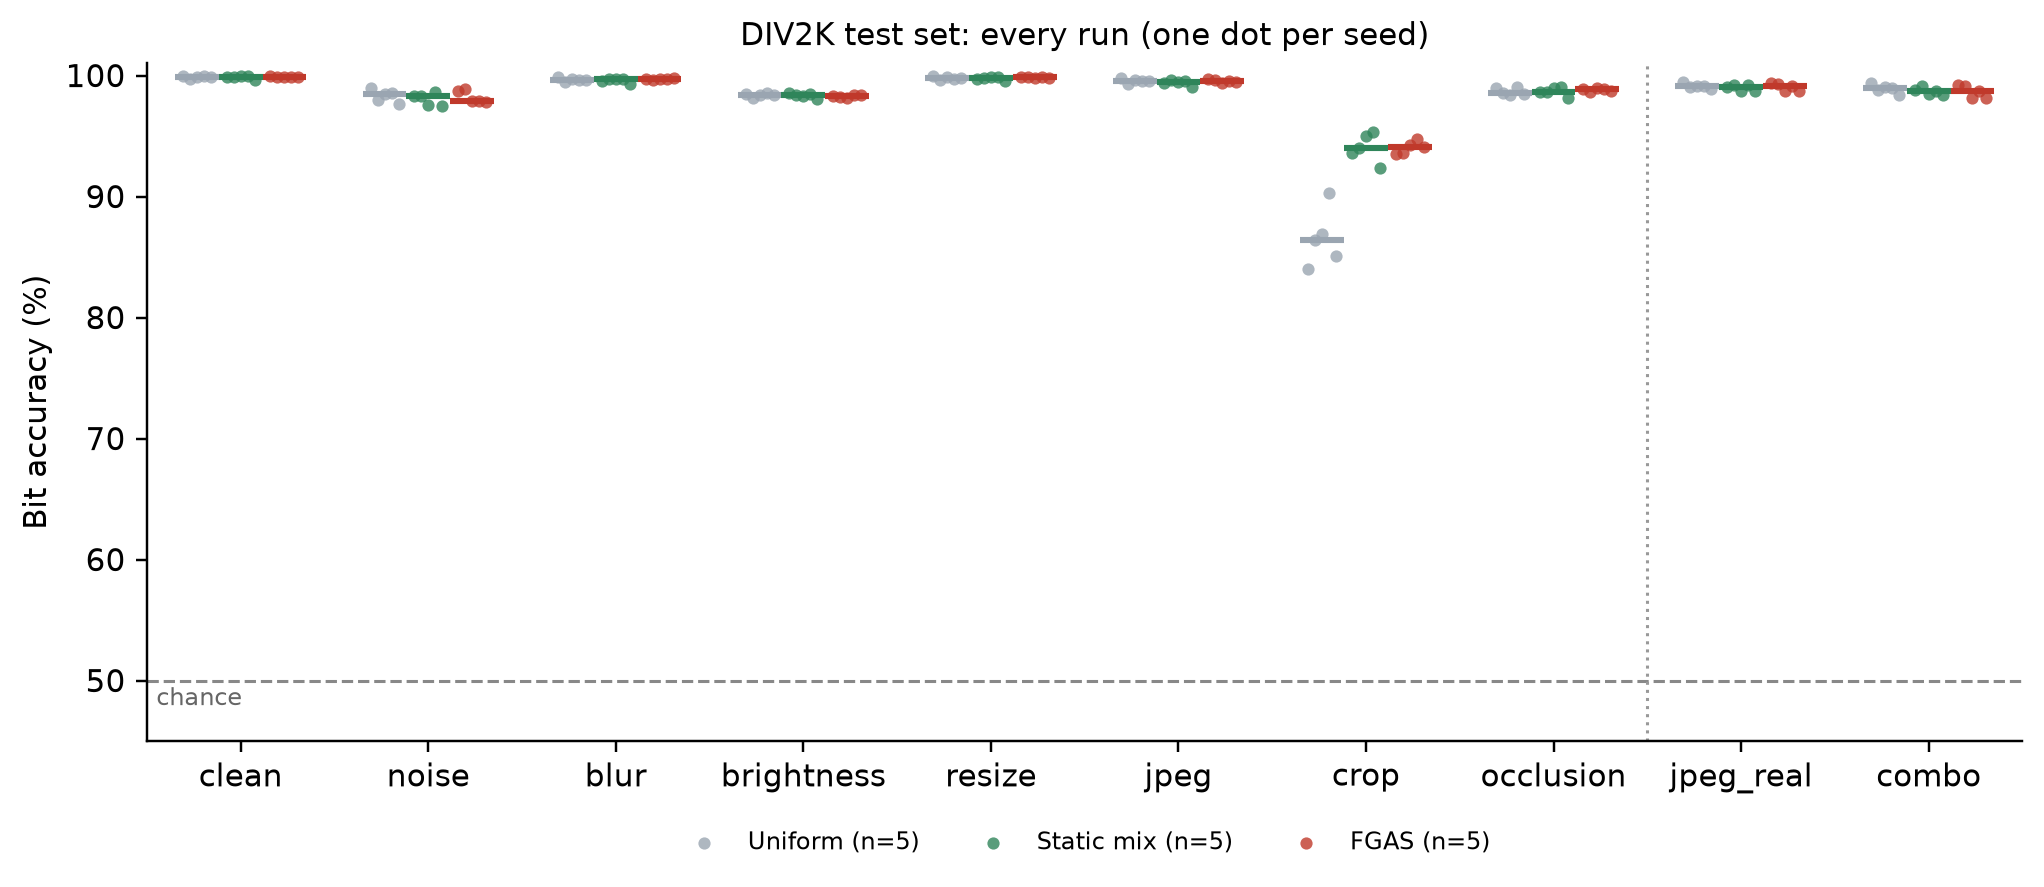 DIV2K test set: every run (one dot per seed)
Bit accuracy (%)
100
90
80
70
60
50
chance
clean noise blur brightness resize jpeg crop occlusion jpeg_real combo
Uniform (n=5) Static mix (n=5) FGAS (n=5)